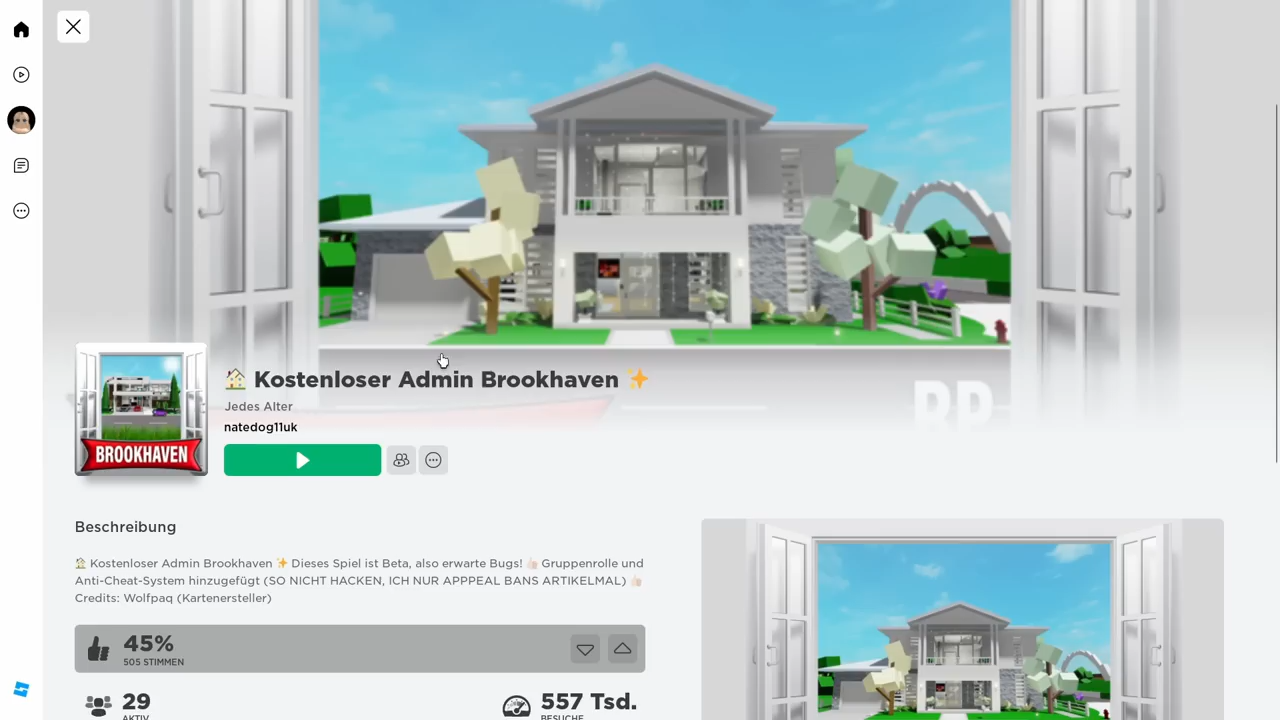 Kostenloser Admin Brookhaven
Jedes Alter
natedog11uk
BROOKHAVEN
RP
Beschreibung
Kostenloser Admin Brookhaven ✨ Dieses Spiel ist Beta, also erwarte Bugs! 👍🏻 Gruppenrolle und
Anti-Cheat-System hinzugefügt (SO NICHT HACKEN, ICH NUR APPPEAL BANS ARTIKELMAL) 👍🏻
Credits: Wolfpaq (Kartenersteller)
45%
505 STIMMEN
29
AKTIV
557 Tsd.
BESUCHE